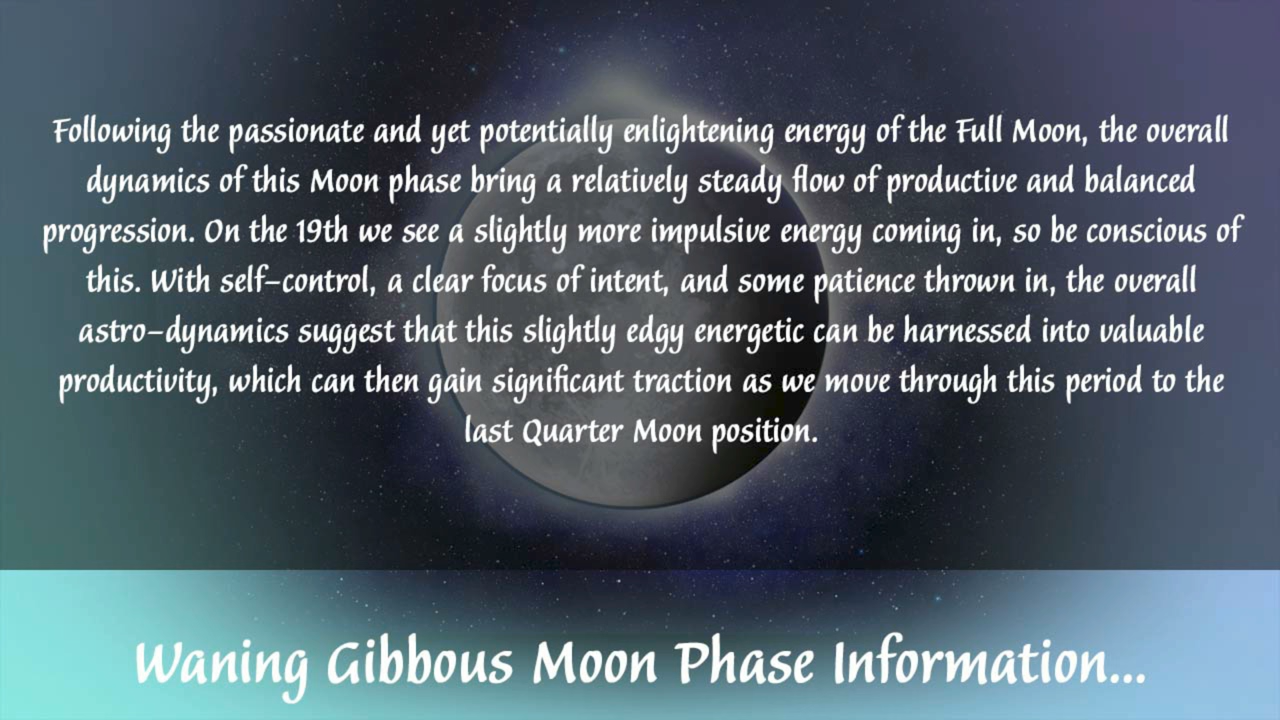 Following the passionate and yet potentially enlightening energy of the Full Moon, the overall
dynamics of this Moon phase bring a relatively steady flow of productive and balanced
progression. On the 19th we see a slightly more impulsive energy coming in, so be conscious of
this. With self-control, a clear focus of intent, and some patience thrown in, the overall
astro-dynamics suggest that this slightly edgy energetic can be harnessed into valuable
productivity, which can then gain significant traction as we move through this period to the
last Quarter Moon position.
Waning Gibbous Moon Phase Information...